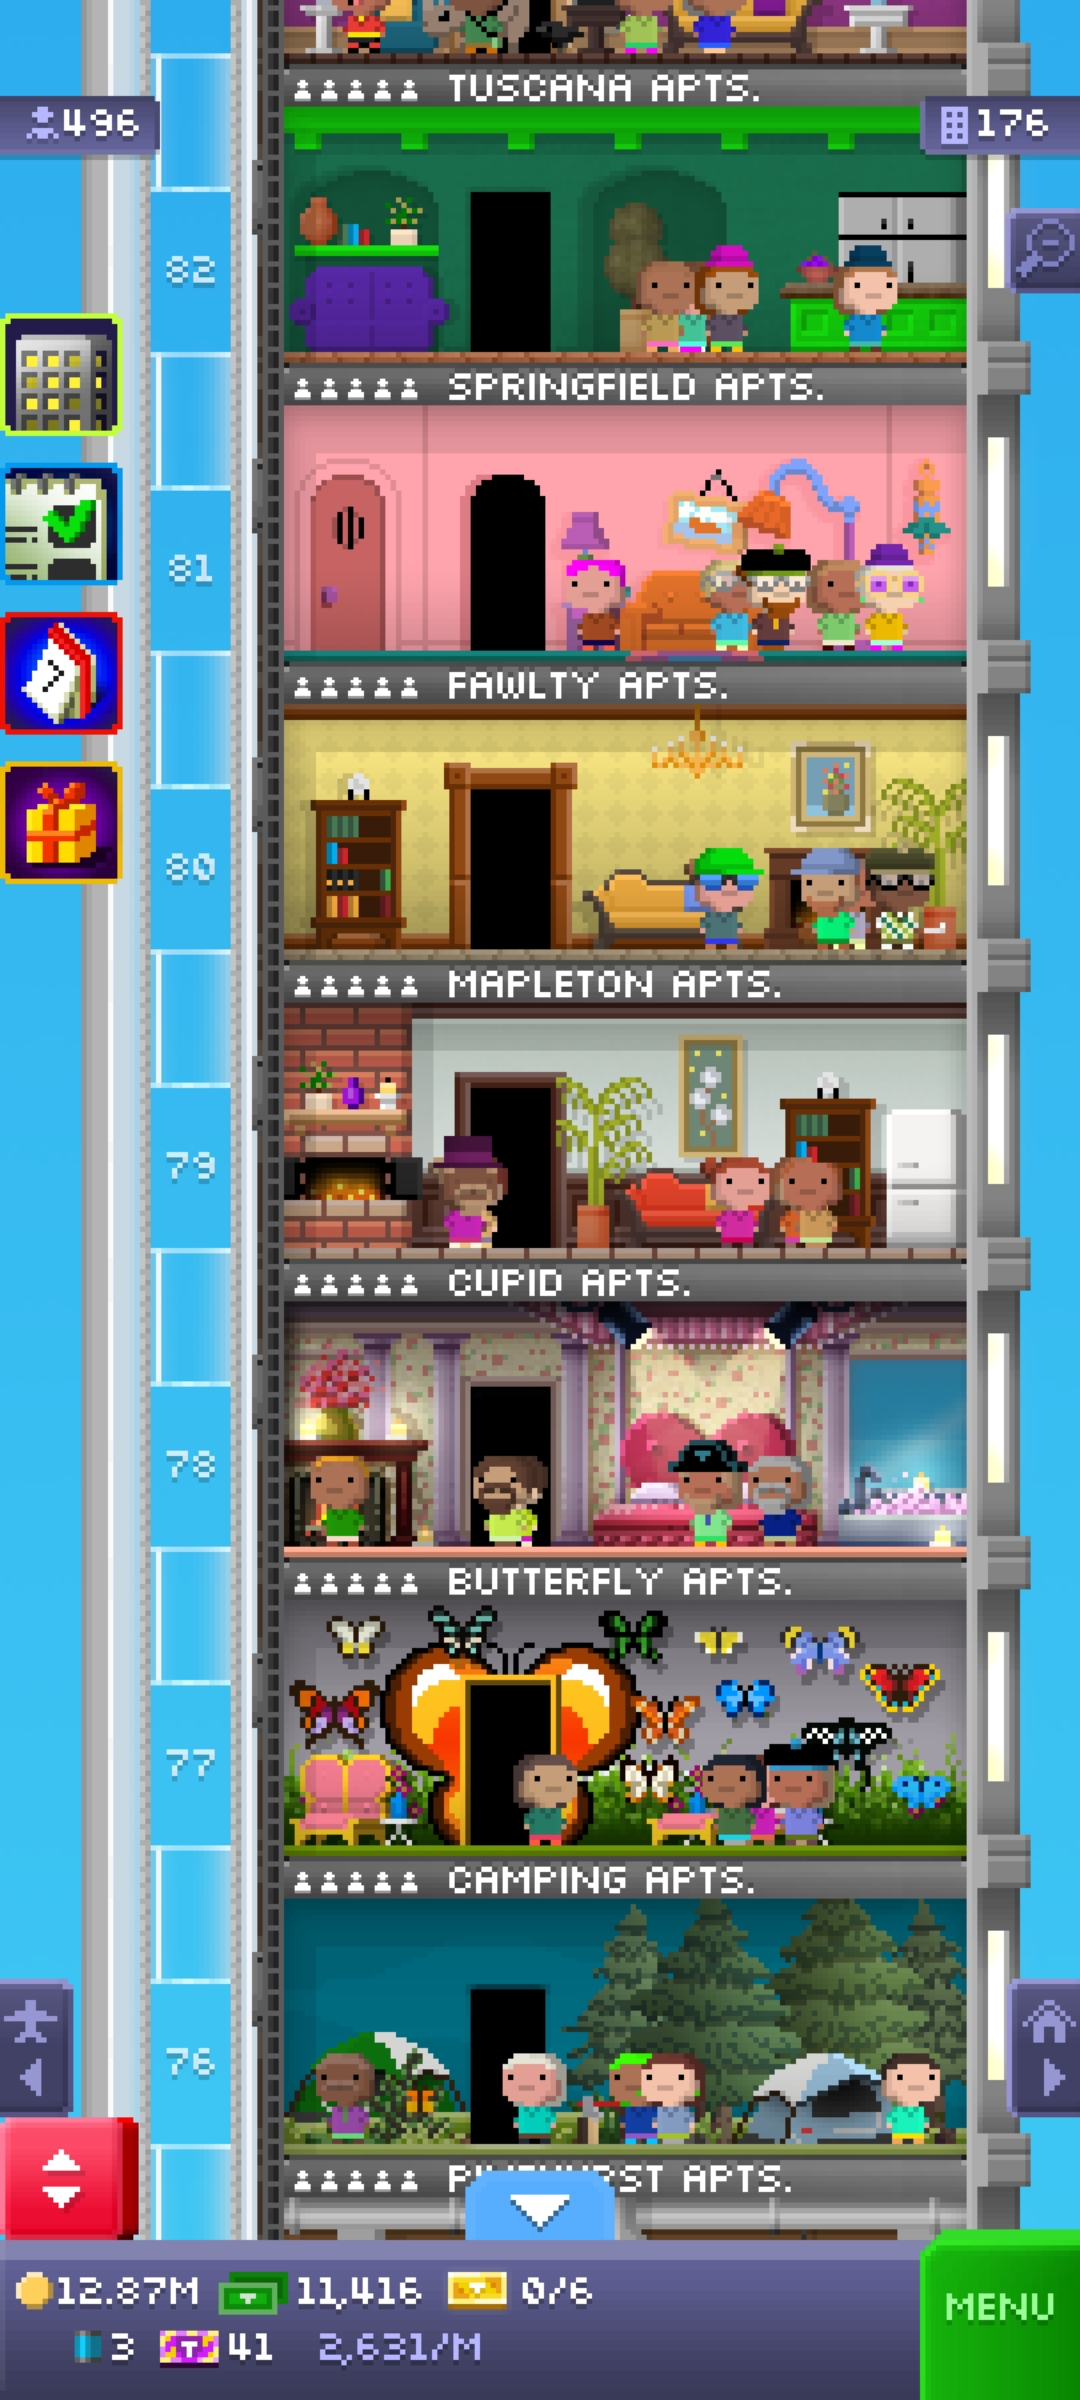 TUSCANA APTS.
496
176
82
SPRINGFIELD APTS.
81
FAWLTY APTS.
7
80
MAPLETON APTS.
79
CUPID APTS.
78
BUTTERFLY APTS.
77
CAMPING APTS.
76
APTS.
12.87M 11,416 0/6
MENU
3 T 41 2,631/M